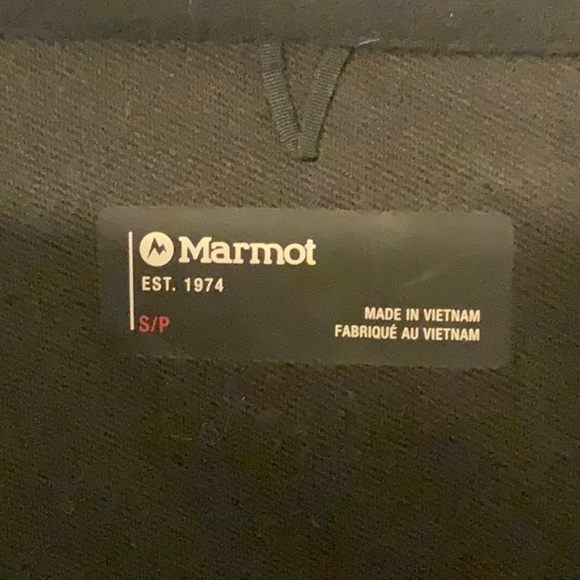 Marmot
EST. 1974
S/P
MADE IN VIETNAM
FABRIQUÉ AU VIETNAM